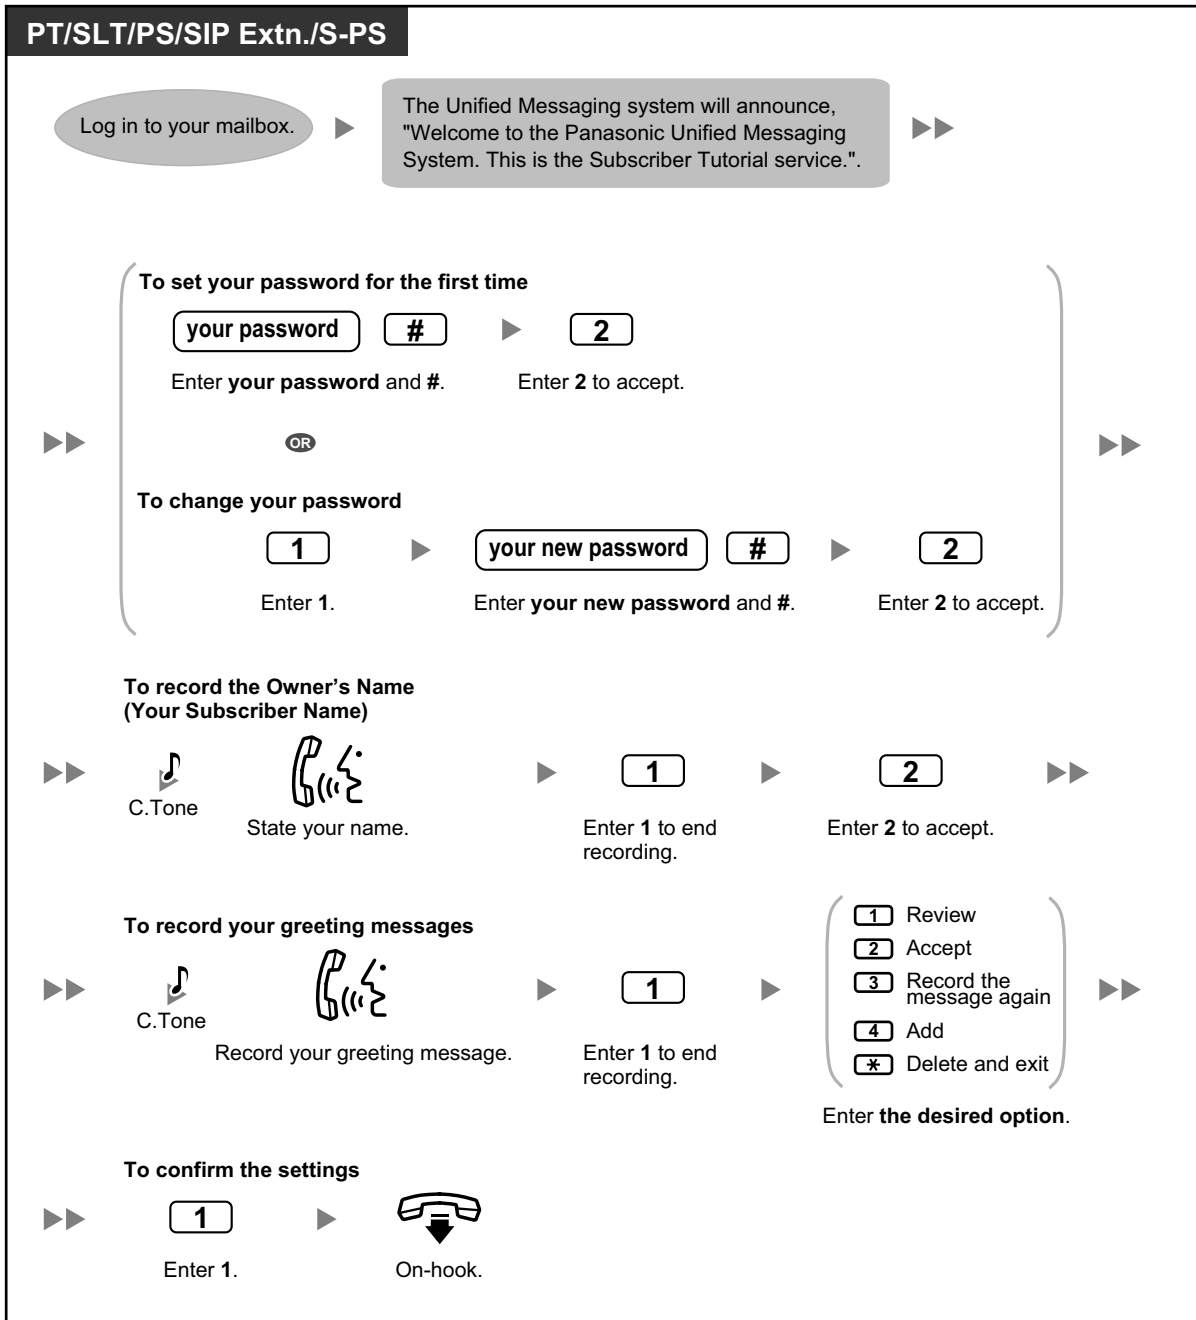 PT/SLT/PS/SIP Extn./S-PS
Log in to your mailbox.
The Unified Messaging system will announce,
"Welcome to the Panasonic Unified Messaging
System. This is the Subscriber Tutorial service.".
To set your password for the first time
your password # 2
Enter your password and #. Enter 2 to accept.
OR
To change your password
1 your new password # 2
Enter 1. Enter your new password and #. Enter 2 to accept.
To record the Owner's Name
(Your Subscriber Name)
1 2
C.Tone
State your name. Enter 1 to end
recording.
Enter 2 to accept.
To record your greeting messages
1
C.Tone
Record your greeting message. Enter 1 to end
recording.
1 Review
2 Accept
3 Record the
message again
4 Add
* Delete and exit
Enter the desired option.
To confirm the settings
1
Enter 1. On-hook.